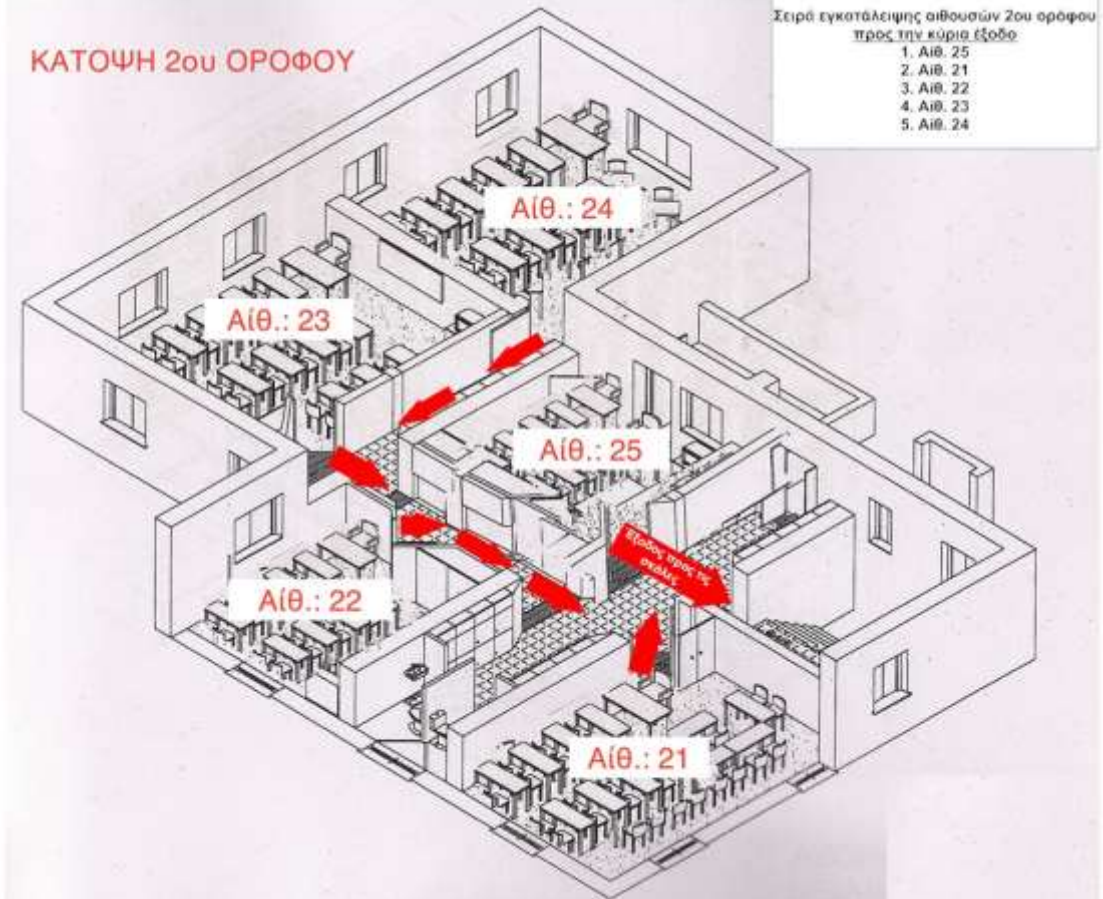 ΚΑΤΟΨΗ 2ου ΟΡΟΦΟΥ
Σειρά εγκατάλειψης αιθουσών 2ου ορόφου
προς την κύρια έξοδο
1. Αίθ. 25
2. Αίθ. 21
3. Αίθ. 22
4. Αίθ. 23
5. Αίθ. 24
Αίθ.: 24
Αίθ.: 23
Αίθ.: 25
Έξοδος προς τις
σκάλες
Αίθ.: 22
Αίθ.: 21